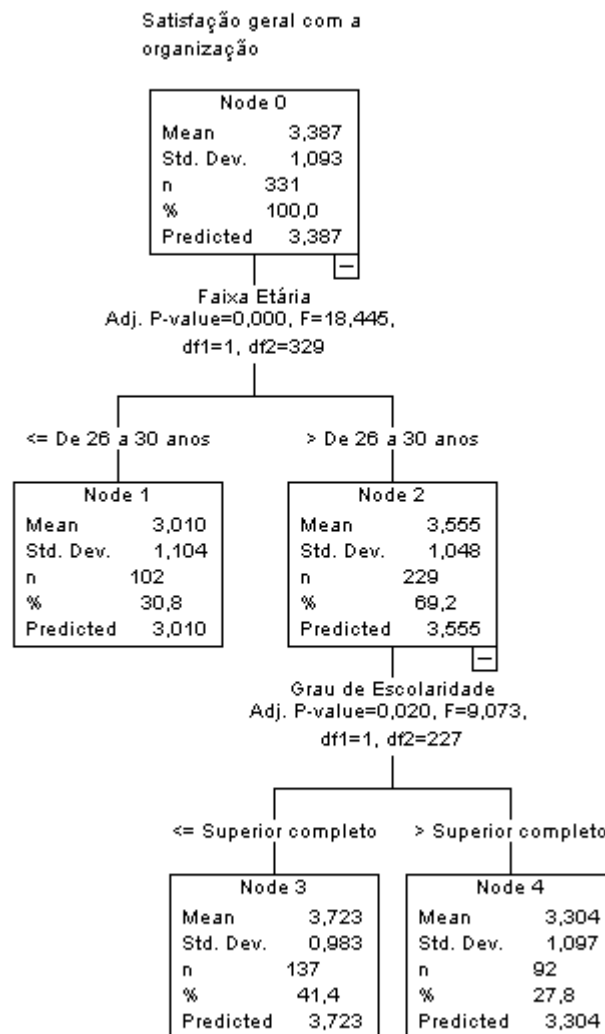 Satisfação geral com a
organização
Node 0
Mean 3,387
Std. Dev. 1,093
n 331
% 100,0
Predicted 3,387
Faixa Etária
Adj. P-value=0,000, F=18,445,
df1=1, df2=329
<= De 26 a 30 anos
> De 26 a 30 anos
Node 1
Mean 3,010
Std. Dev. 1,104
n 102
% 30,8
Predicted 3,010
Node 2
Mean 3,555
Std. Dev. 1,048
n 229
% 69,2
Predicted 3,555
Grau de Escolaridade
Adj. P-value=0,020, F=9,073,
df1=1, df2=227
<= Superior completo
> Superior completo
Node 3
Mean 3,723
Std. Dev. 0,983
n 137
% 41,4
Predicted 3,723
Node 4
Mean 3,304
Std. Dev. 1,097
n 92
% 27,8
Predicted 3,304